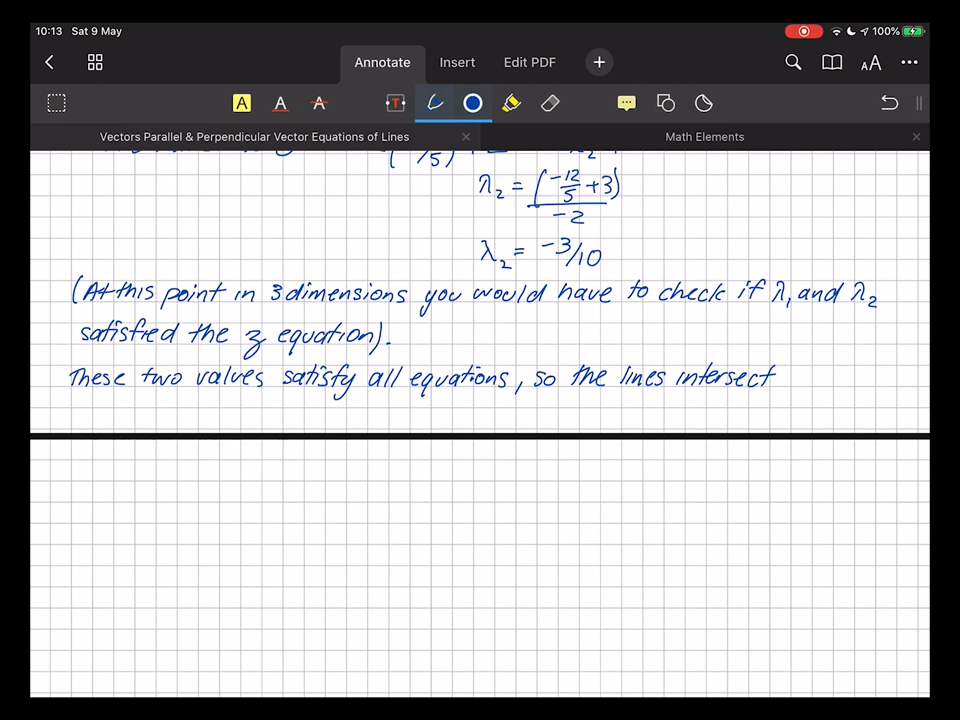 10:13 Sat 9 May
100%
Annotate Insert Edit PDF
Vectors Parallel & Perpendicular Vector Equations of Lines
Math Elements
λ₂ = (-12/5 + 3)/-2
λ₂ = -3/10
(At this point in 3 dimensions you would have to check if λ₁ and λ₂
satisfied the z equation).
These two values satisfy all equations, so the lines intersect